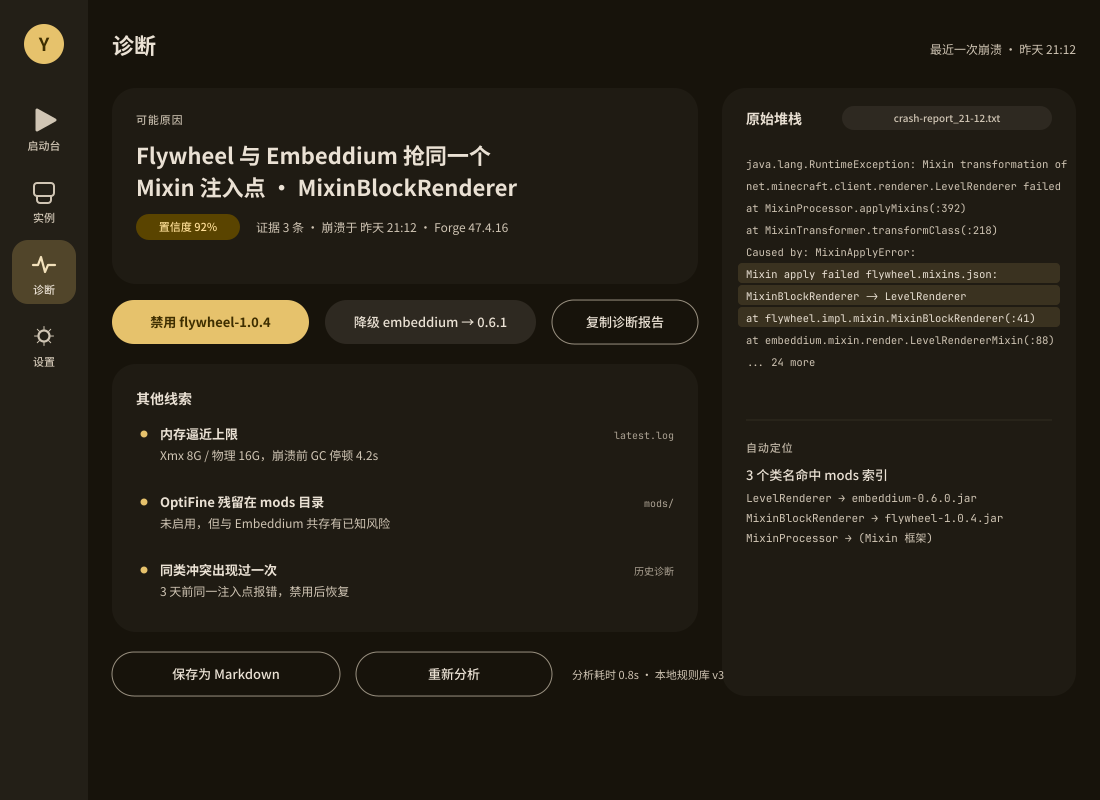 Y
启动台
实例
诊断
设置
诊断
最近一次崩溃 · 昨天 21:12
可能原因
Flywheel 与 Embeddium 抢同一个
Mixin 注入点 · MixinBlockRenderer
置信度 92%
证据 3 条 · 崩溃于 昨天 21:12 · Forge 47.4.16
禁用 flywheel-1.0.4
降级 embeddium → 0.6.1
复制诊断报告
其他线索
内存逼近上限
latest.log
Xmx 8G / 物理 16G，崩溃前 GC 停顿 4.2s
OptiFine 残留在 mods 目录
mods/
未启用，但与 Embeddium 共存有已知风险
同类冲突出现过一次
历史诊断
3 天前同一注入点报错，禁用后恢复
保存为 Markdown
重新分析
分析耗时 0.8s · 本地规则库 v3
原始堆栈
crash-report_21-12.txt
java.lang.RuntimeException: Mixin transformation of
net.minecraft.client.renderer.LevelRenderer failed
at MixinProcessor.applyMixins(:392)
at MixinTransformer.transformClass(:218)
Caused by: MixinApplyError:
Mixin apply failed flywheel.mixins.json:
MixinBlockRenderer → LevelRenderer
at flywheel.impl.mixin.MixinBlockRenderer(:41)
at embeddium.mixin.render.LevelRendererMixin(:88)
... 24 more
自动定位
3 个类名命中 mods 索引
LevelRenderer → embeddium-0.6.0.jar
MixinBlockRenderer → flywheel-1.0.4.jar
MixinProcessor → (Mixin 框架)